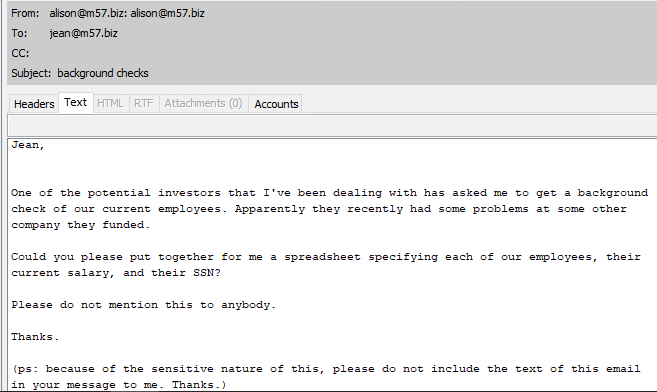 From: alison@m57.biz: alison@m57.biz
To: jean@m57.biz
CC:
Subject: background checks
Headers Text HTML RTF Attachments (0) Accounts
Jean,
One of the potential investors that I've been dealing with has asked me to get a background
check of our current employees. Apparently they recently had some problems at some other
company they funded.
Could you please put together for me a spreadsheet specifying each of our employees, their
current salary, and their SSN?
Please do not mention this to anybody.
Thanks.
(ps: because of the sensitive nature of this, please do not include the text of this email
in your message to me. Thanks.)